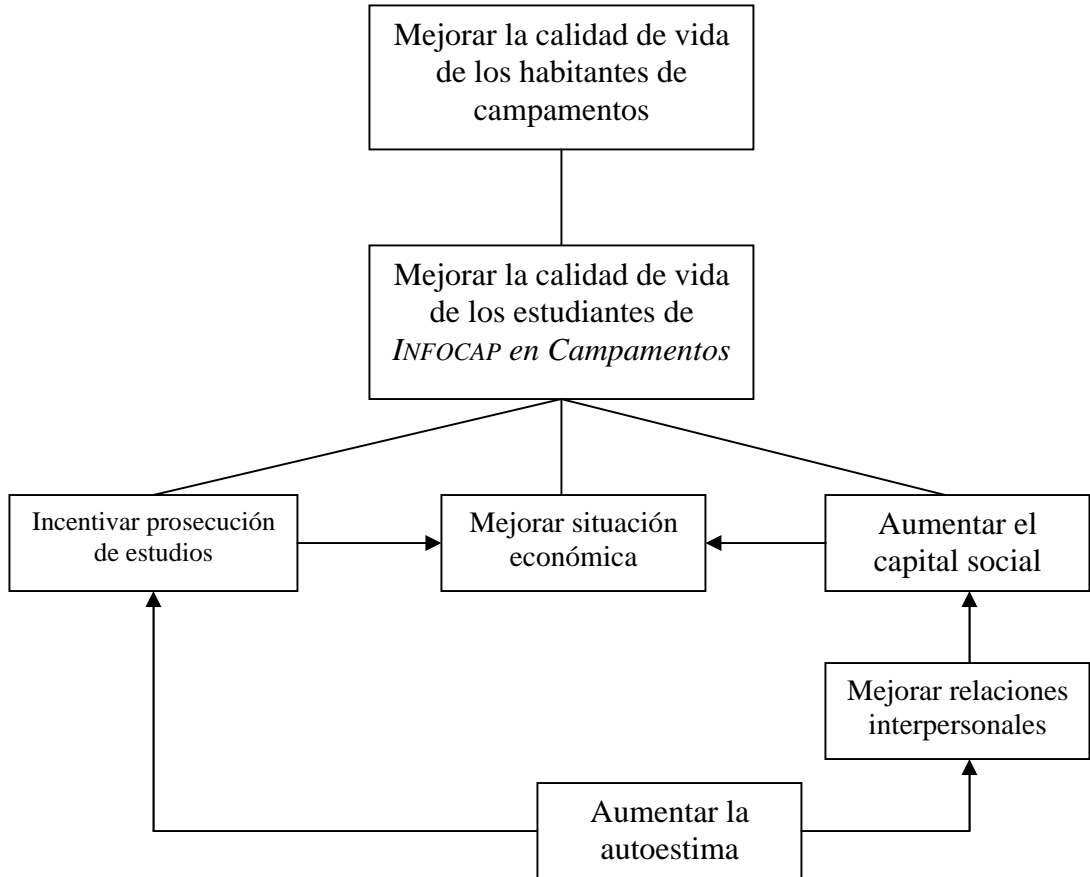 Mejorar la calidad de vida
de los habitantes de
campamentos
Mejorar la calidad de vida
de los estudiantes de
INFOCAP en Campamentos
Incentivar prosecución
de estudios
Mejorar situación
económica
Aumentar el
capital social
Mejorar relaciones
interpersonales
Aumentar la
autoestima